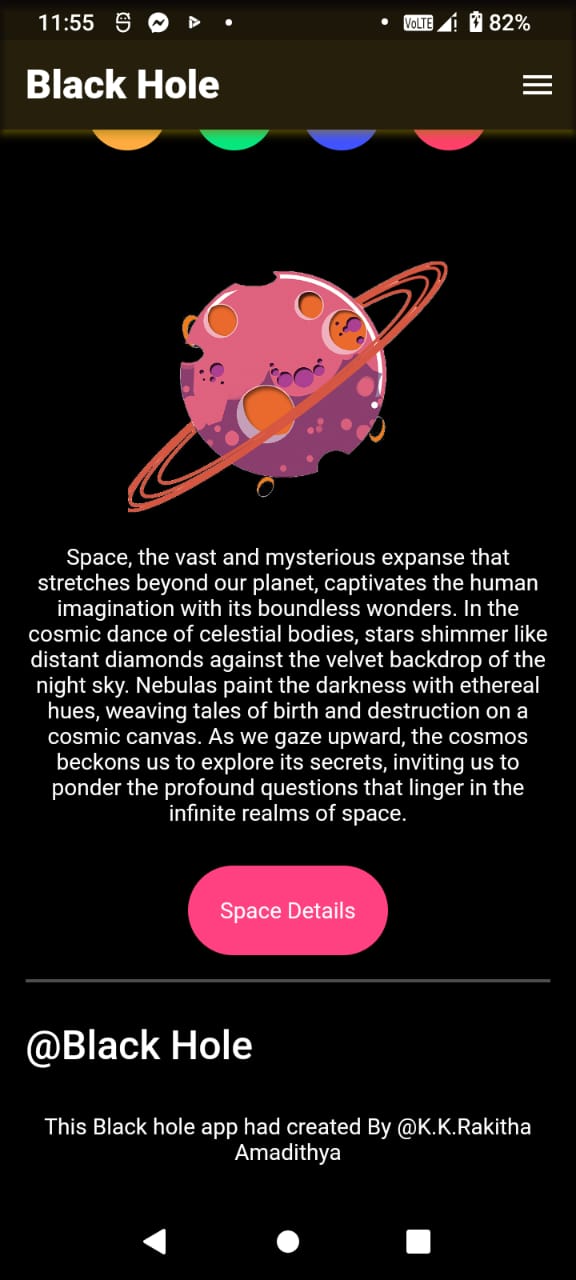 11:55
VoLTE
82%
Black Hole
Space, the vast and mysterious expanse that
stretches beyond our planet, captivates the human
imagination with its boundless wonders. In the
cosmic dance of celestial bodies, stars shimmer like
distant diamonds against the velvet backdrop of the
night sky. Nebulas paint the darkness with ethereal
hues, weaving tales of birth and destruction on a
cosmic canvas. As we gaze upward, the cosmos
beckons us to explore its secrets, inviting us to
ponder the profound questions that linger in the
infinite realms of space.
Space Details
@Black Hole
This Black hole app had created By @K.K.Rakitha
Amadithya